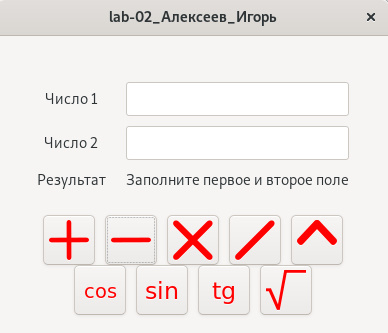 lab-02_Алексеев_Игорь ×
Число 1
Число 2
Результат Заполните первое и второе поле
+ − × / ^
cos sin tg √